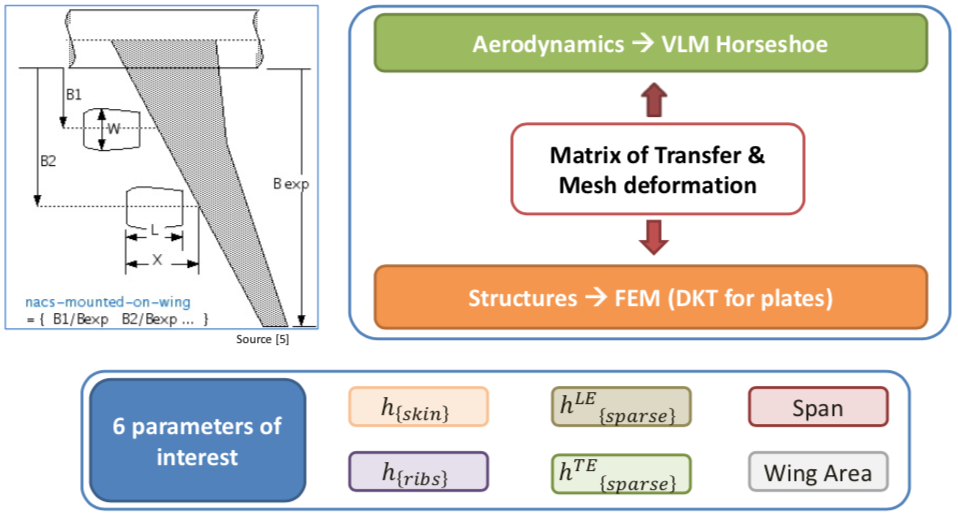 B1
W
B2
B exp
L
X
nacs-mounted-on-wing
= { B1/Bexp B2/Bexp ... }
Source [5]
Aerodynamics → VLM Horseshoe
Matrix of Transfer &
Mesh deformation
Structures → FEM (DKT for plates)
6 parameters of
interest
h{skin}
h^LE{sparse}
Span
h{ribs}
h^TE{sparse}
Wing Area